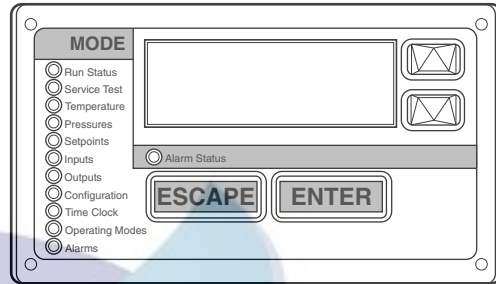 MODE
Run Status
Service Test
Temperature
Pressures
Setpoints
Inputs
Outputs
Configuration
Time Clock
Operating Modes
Alarms
Alarm Status
ESCAPE
ENTER